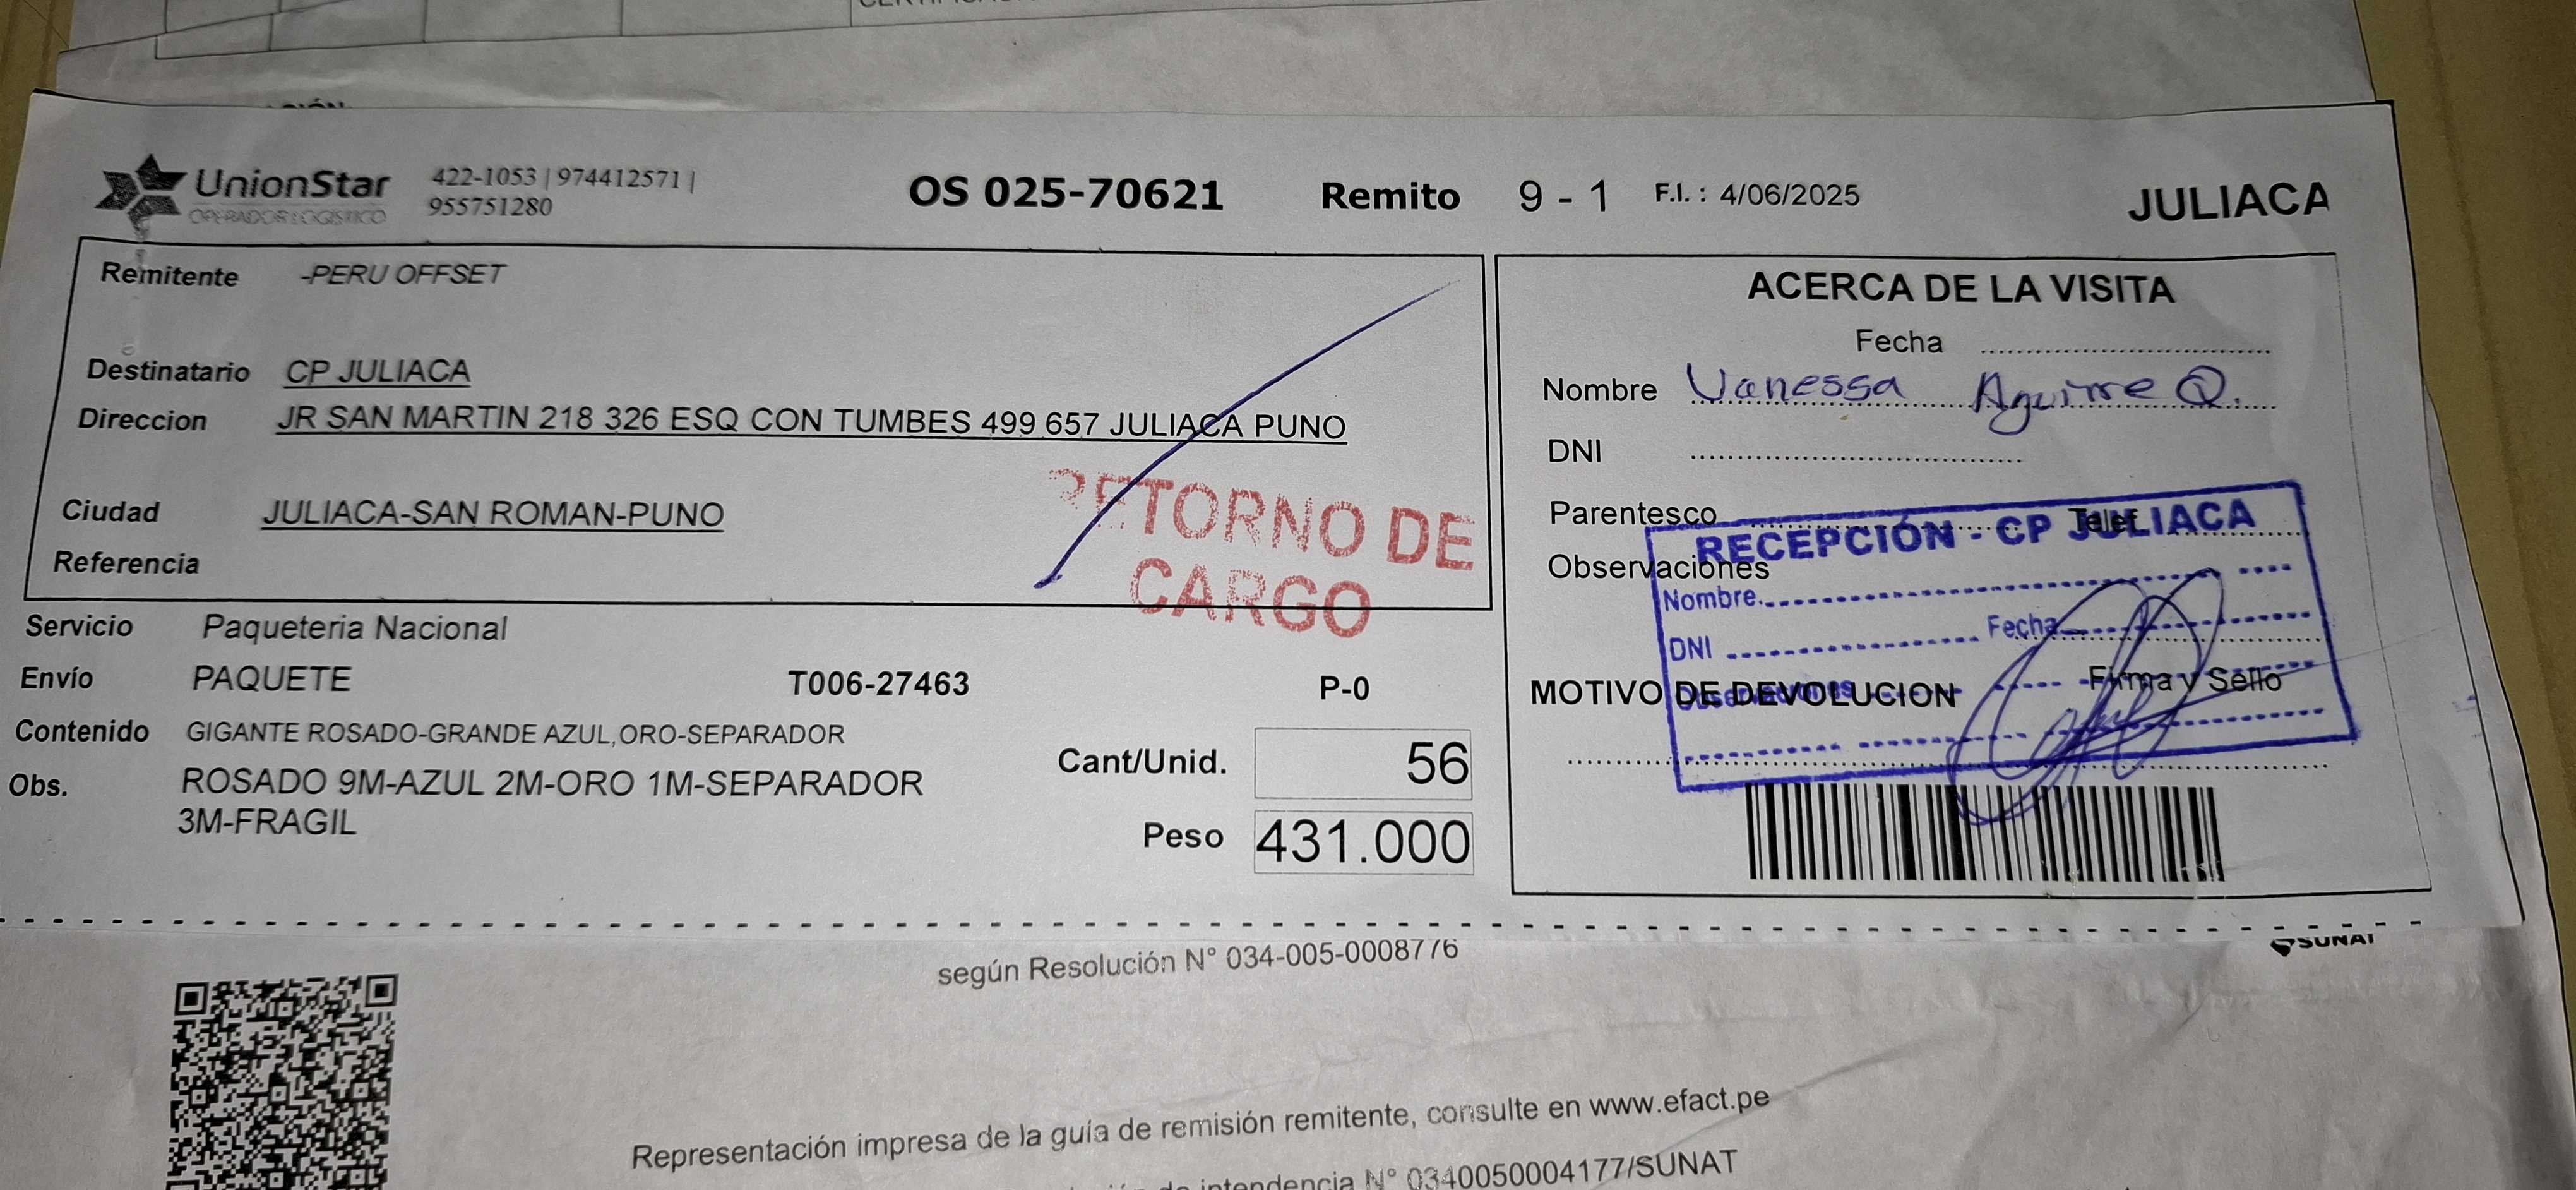 UnionStar
OPERADOR LOGISTICO
422-1053 | 974412571 |
955751280
OS 025-70621 Remito 9 - 1 F.I. : 4/06/2025 JULIACA
Remitente -PERU OFFSET
Destinatario CP JULIACA
Direccion JR SAN MARTIN 218 326 ESQ CON TUMBES 499 657 JULIACA PUNO
Ciudad JULIACA-SAN ROMAN-PUNO
Referencia
RETORNO DE
CARGO
Servicio Paqueteria Nacional
Envío PAQUETE T006-27463 P-0
Contenido GIGANTE ROSADO-GRANDE AZUL,ORO-SEPARADOR
Cant/Unid. 56
Obs. ROSADO 9M-AZUL 2M-ORO 1M-SEPARADOR
3M-FRAGIL
Peso 431.000
ACERCA DE LA VISITA
Fecha
Nombre Vanessa Aguirre Q.
DNI
Parentesco Telef
Observaciones
RECEPCIÓN - CP JULIACA
Nombre
DNI Fecha
Observaciones
Firma y Sello
MOTIVO DE DEVOLUCION
SUNAT
según Resolución N° 034-005-0008776
Representación impresa de la guía de remisión remitente, consulte en www.efact.pe
de intendencia N° 0340050004177/SUNAT